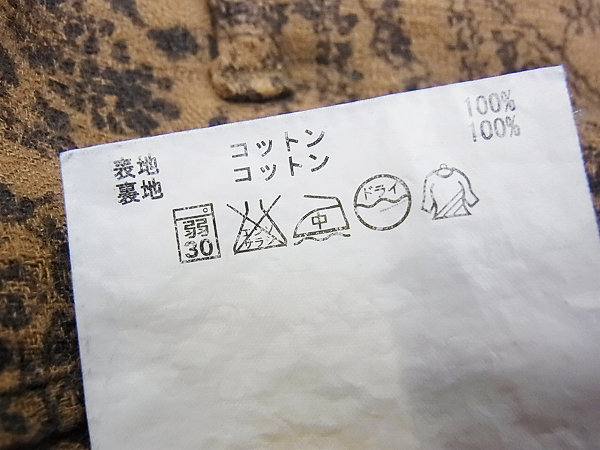 表地 コットン 100%
裏地 コットン 100%
弱 30 エンソ サラシ 中 ドライ